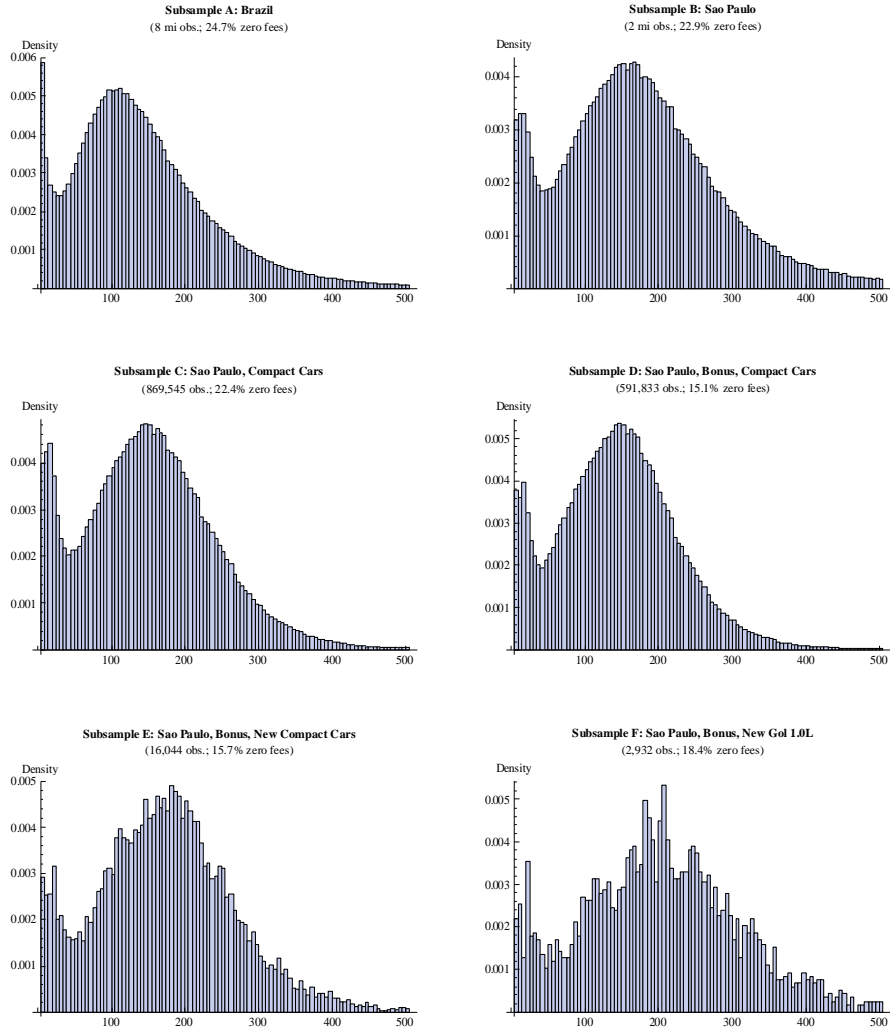 Subsample A: Brazil
(8 mi obs.; 24.7% zero fees)
Density
0.006
0.005
0.004
0.003
0.002
0.001
100 200 300 400 500
Subsample B: Sao Paulo
(2 mi obs.; 22.9% zero fees)
Density
0.004
0.003
0.002
0.001
100 200 300 400 500
Subsample C: Sao Paulo, Compact Cars
(869,545 obs.; 22.4% zero fees)
Density
0.004
0.003
0.002
0.001
100 200 300 400 500
Subsample D: Sao Paulo, Bonus, Compact Cars
(591,833 obs.; 15.1% zero fees)
Density
0.005
0.004
0.003
0.002
0.001
100 200 300 400 500
Subsample E: Sao Paulo, Bonus, New Compact Cars
(16,044 obs.; 15.7% zero fees)
Density
0.005
0.004
0.003
0.002
0.001
100 200 300 400 500
Subsample F: Sao Paulo, Bonus, New Gol 1.0L
(2,932 obs.; 18.4% zero fees)
Density
0.005
0.004
0.003
0.002
0.001
100 200 300 400 500